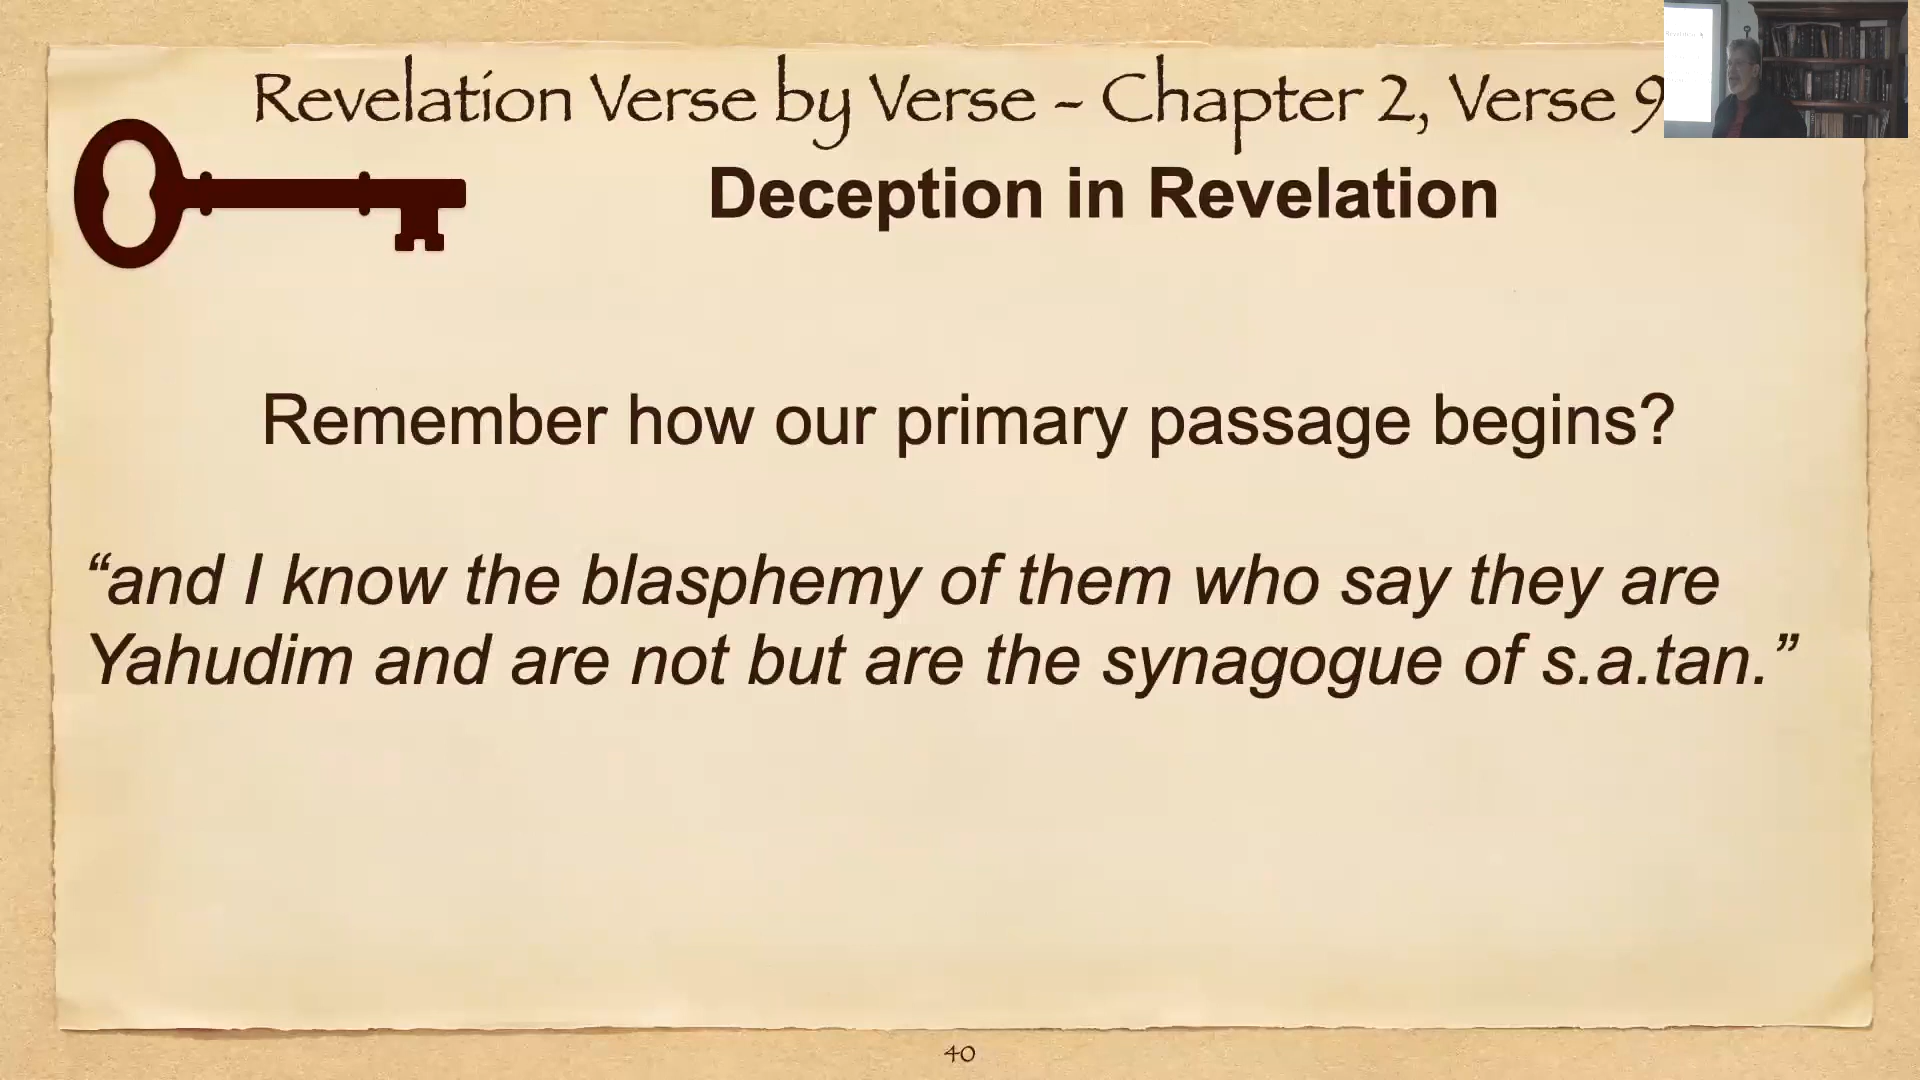 Revelation Verse by Verse - Chapter 2, Verse 9
Deception in Revelation
Remember how our primary passage begins?
“and I know the blasphemy of them who say they are
Yahudim and are not but are the synagogue of s.a.tan.”
40